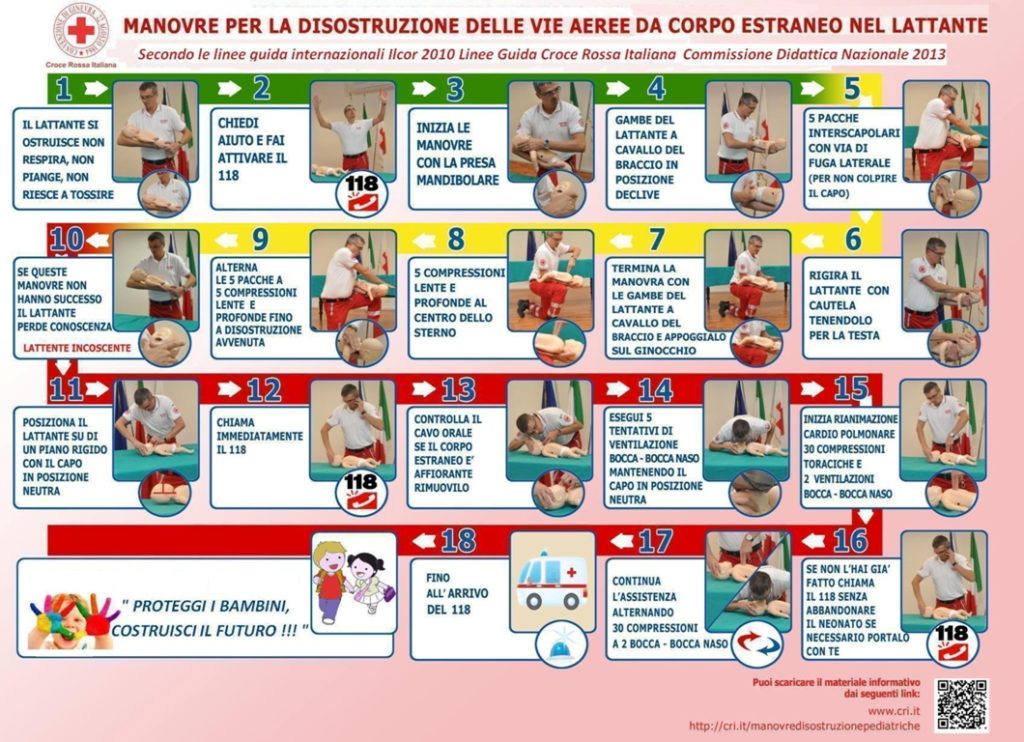 MANOVRE PER LA DISOSTRUZIONE DELLE VIE AEREE DA CORPO ESTRANEO NEL LATTANTE
Secondo le linee guida internazionali Ilcor 2010 Linee Guida Croce Rossa Italiana Commissione Didattica Nazionale 2013
CONVENZIONE DI GINEVRA 22 AGOSTO 1864
Croce Rossa Italiana
1
IL LATTANTE SI
OSTRUISCE NON
RESPIRA, NON
PIANGE, NON
RIESCE A TOSSIRE
2
CHIEDI
AIUTO E FAI
ATTIVARE IL
118
118
3
INIZIA LE
MANOVRE
CON LA PRESA
MANDIBOLARE
4
GAMBE DEL
LATTANTE A
CAVALLO DEL
BRACCIO IN
POSIZIONE
DECLIVE
5
5 PACCHE
INTERSCAPOLARI
CON VIA DI
FUGA LATERALE
(PER NON COLPIRE
IL CAPO)
6
RIGIRA IL
LATTANTE CON
CAUTELA
TENENDOLO
PER LA TESTA
7
TERMINA LA
MANOVRA CON
LE GAMBE DEL
LATTANTE A
CAVALLO DEL
BRACCIO E APPOGGIALO
SUL GINOCCHIO
8
5 COMPRESSIONI
LENTE E
PROFONDE AL
CENTRO DELLO
STERNO
9
ALTERNA
LE 5 PACCHE A
5 COMPRESSIONI
LENTE E
PROFONDE FINO
A DISOSTRUZIONE
AVVENUTA
10
SE QUESTE
MANOVRE NON
HANNO SUCCESSO
IL LATTANTE
PERDE CONOSCENZA
LATTENTE INCOSCENTE
11
POSIZIONA IL
LATTANTE SU DI
UN PIANO RIGIDO
CON IL CAPO
IN POSIZIONE
NEUTRA
12
CHIAMA
IMMEDIATAMENTE
IL 118
118
13
CONTROLLA IL
CAVO ORALE
SE IL CORPO
ESTRANEO E’
AFFIORANTE
RIMUOVILO
14
ESEGUI 5
TENTATIVI DI
VENTILAZIONE
BOCCA - BOCCA NASO
MANTENENDO IL
CAPO IN POSIZIONE
NEUTRA
15
INIZIA RIANIMAZIONE
CARDIO POLMONARE
30 COMPRESSIONI
TORACICHE E
2 VENTILAZIONI
BOCCA - BOCCA NASO
16
SE NON L'HAI GIA’
FATTO CHIAMA
IL 118 SENZA
ABBANDONARE
IL NEONATO SE
NECESSARIO PORTALO
CON TE
118
17
CONTINUA
L'ASSISTENZA
ALTERNANDO
30 COMPRESSIONI
A 2 BOCCA - BOCCA NASO
18
FINO
ALL' ARRIVO
DEL 118
" PROTEGGI I BAMBINI,
COSTRUISCI IL FUTURO !!! "
Puoi scaricare il materiale informativo
dai seguenti link:
www.cri.it
http://cri.it/manovredisostruzionepediatriche